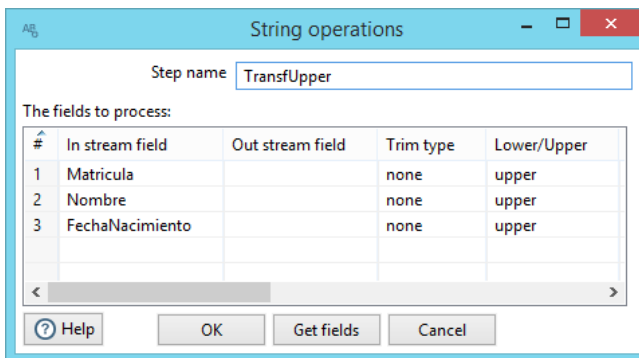 String operations
Step name TransfUpper
The fields to process:
# In stream field Out stream field Trim type Lower/Upper
1 Matricula none upper
2 Nombre none upper
3 FechaNacimiento none upper
Help OK Get fields Cancel